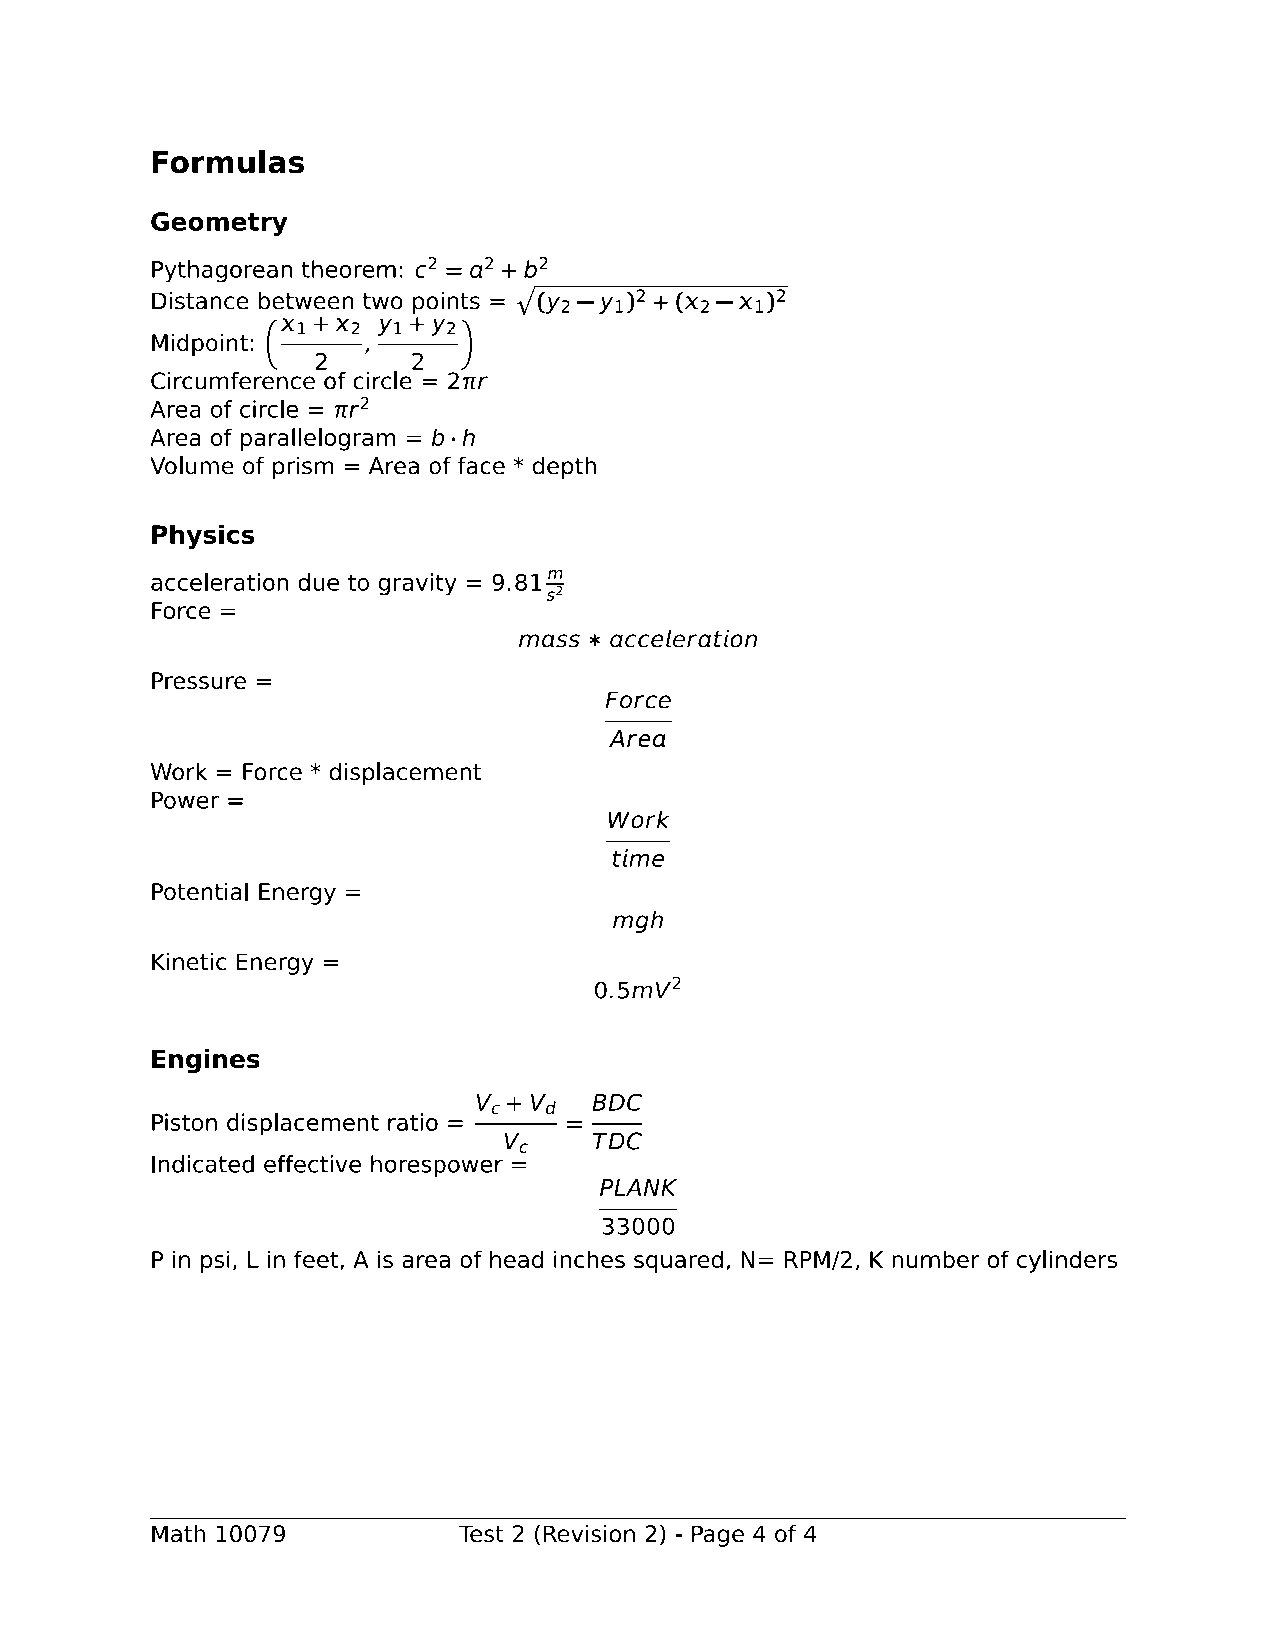 Formulas
Geometry
Pythagorean theorem: c² = a² + b²
Distance between two points = √(y₂ − y₁)² + (x₂ − x₁)²
Midpoint: (x₁ + x₂ / 2, y₁ + y₂ / 2)
Circumference of circle = 2πr
Area of circle = πr²
Area of parallelogram = b · h
Volume of prism = Area of face * depth
Physics
acceleration due to gravity = 9.81 m/s²
Force =
mass ∗ acceleration
Pressure =
Force
Area
Work = Force * displacement
Power =
Work
time
Potential Energy =
mgh
Kinetic Energy =
0.5mV²
Engines
Piston displacement ratio = V_c + V_d / V_c = BDC / TDC
Indicated effective horespower =
PLANK
33000
P in psi, L in feet, A is area of head inches squared, N= RPM/2, K number of cylinders
Math 10079 Test 2 (Revision 2) - Page 4 of 4